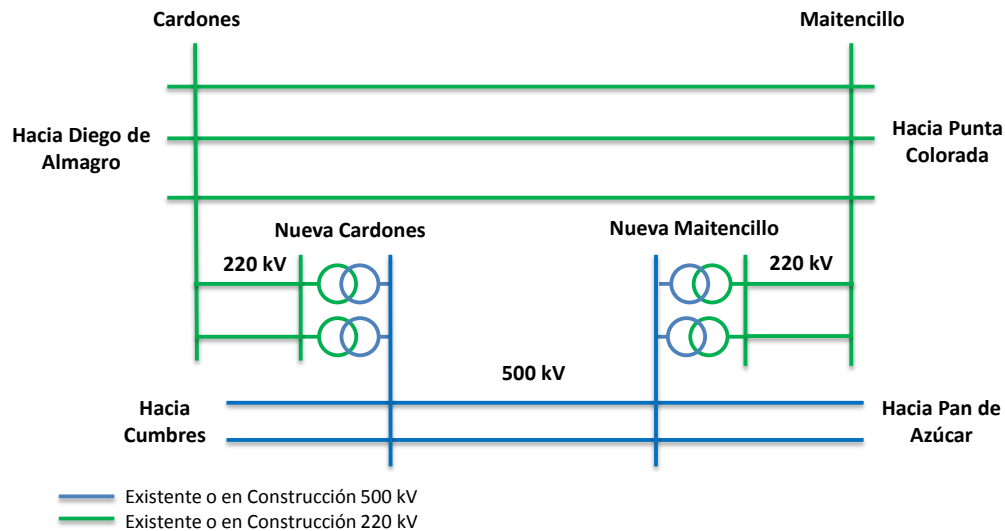 Cardones
Maitencillo
Hacia Diego de
Almagro
Hacia Punta
Colorada
Nueva Cardones
Nueva Maitencillo
220 kV
220 kV
500 kV
Hacia
Cumbres
Hacia Pan de
Azúcar
Existente o en Construcción 500 kV
Existente o en Construcción 220 kV